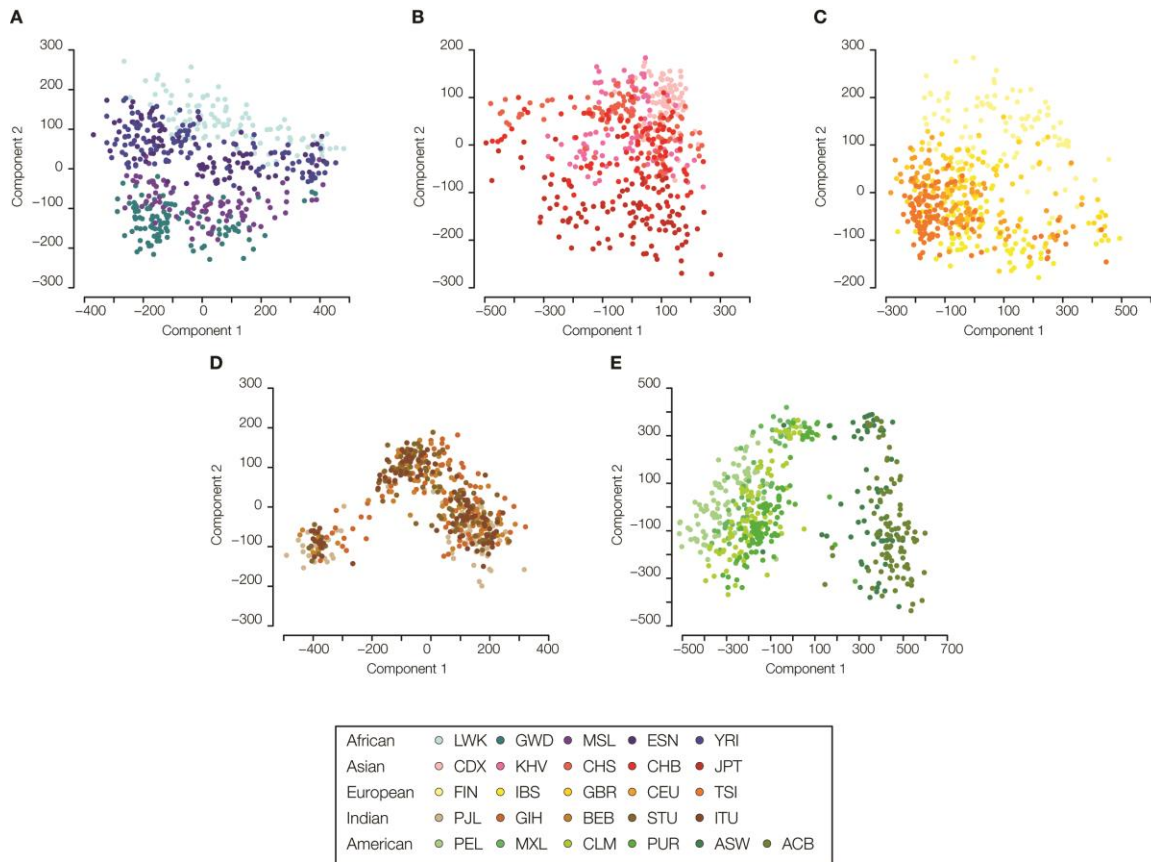 A
B
C
300
200
100
0
−100
−200
−300
Component 2
−400
−200
0
200
400
Component 1
200
100
0
−100
−200
−300
Component 2
−500
−300
−100
100
300
Component 1
300
200
100
0
−100
−200
Component 2
−300
−100
100
300
500
Component 1
D
E
300
200
100
0
−100
−200
−300
Component 2
−400
−200
0
200
400
Component 1
500
300
100
−100
−300
−500
Component 2
−500
−300
−100
100
300
500
700
Component 1
African LWK GWD MSL ESN YRI
Asian CDX KHV CHS CHB JPT
European FIN IBS GBR CEU TSI
Indian PJL GIH BEB STU ITU
American PEL MXL CLM PUR ASW ACB